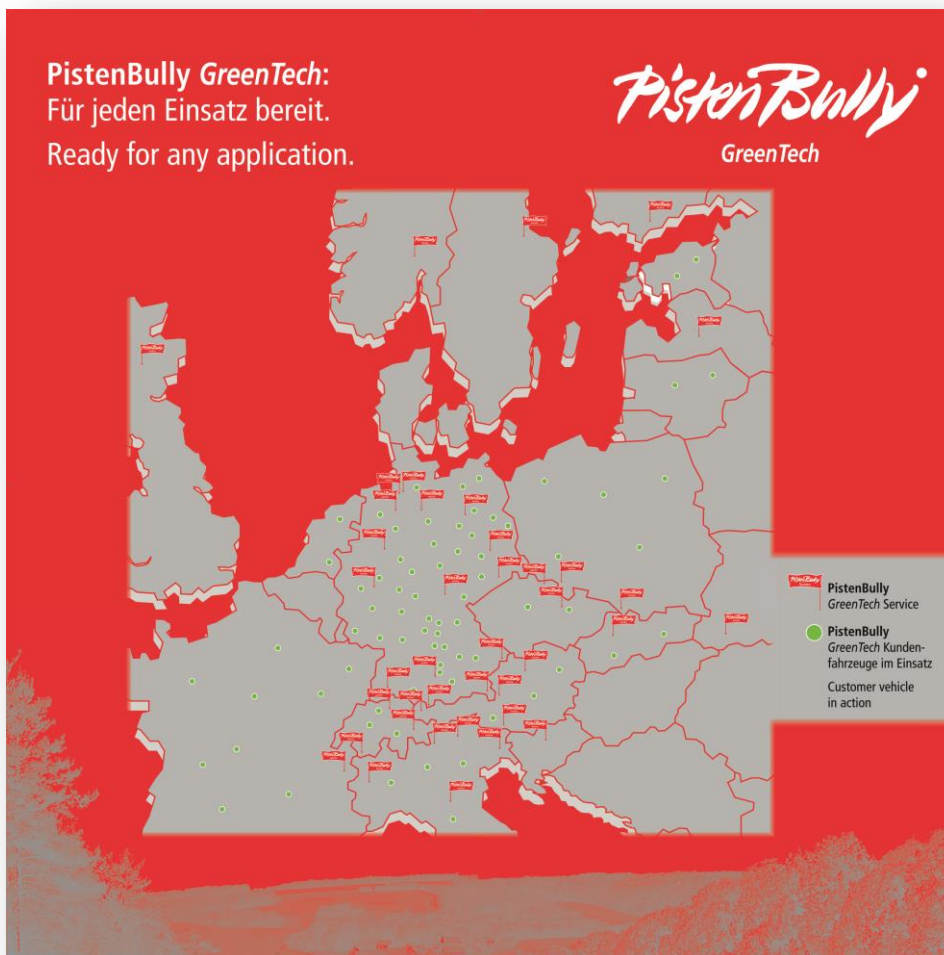 PistenBully GreenTech:
Für jeden Einsatz bereit.
Ready for any application.
PistenBully
GreenTech
PistenBully
GreenTech Service
PistenBully
GreenTech Kunden-
fahrzeuge im Einsatz
Customer vehicle
in action